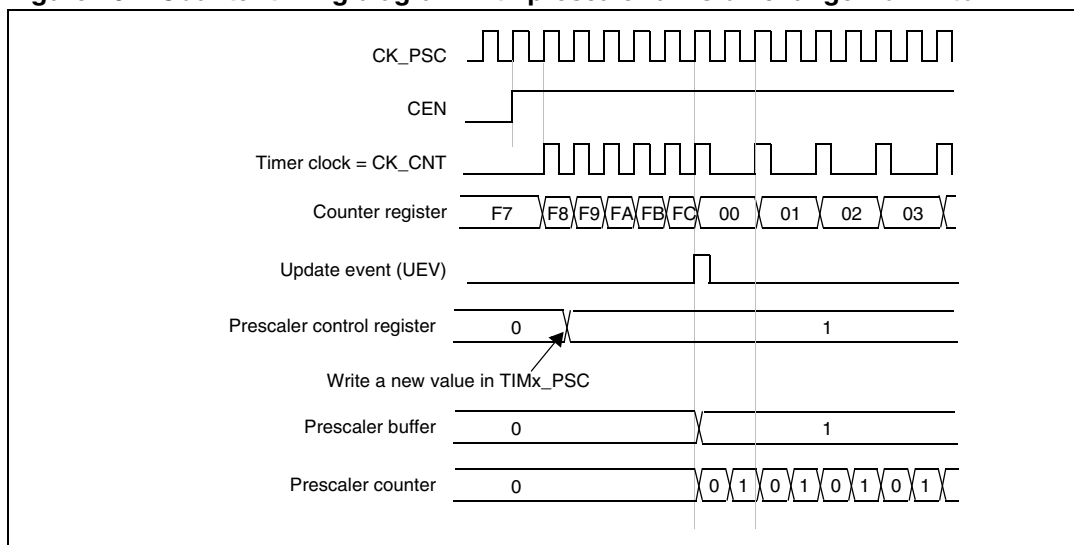 CK_PSC
CEN
Timer clock = CK_CNT
Counter register F7 F8 F9 FA FB FC 00 01 02 03
Update event (UEV)
Prescaler control register 0 1
Write a new value in TIMx_PSC
Prescaler buffer 0 1
Prescaler counter 0 0 1 0 1 0 1 0 1